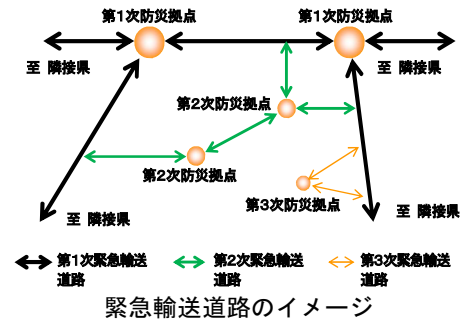 第1次防災拠点
第1次防災拠点
至 隣接県
至 隣接県
第2次防災拠点
第2次防災拠点
第3次防災拠点
至 隣接県
至 隣接県
第1次緊急輸送
道路
第2次緊急輸送
道路
第3次緊急輸送
道路
緊急輸送道路のイメージ